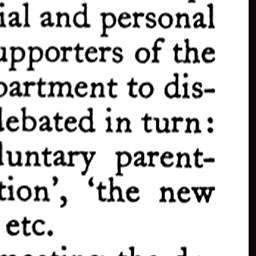 ial and personal
upporters of the
partment to dis-
lebated in turn:
luntary parent-
tion’, ‘the new
etc.